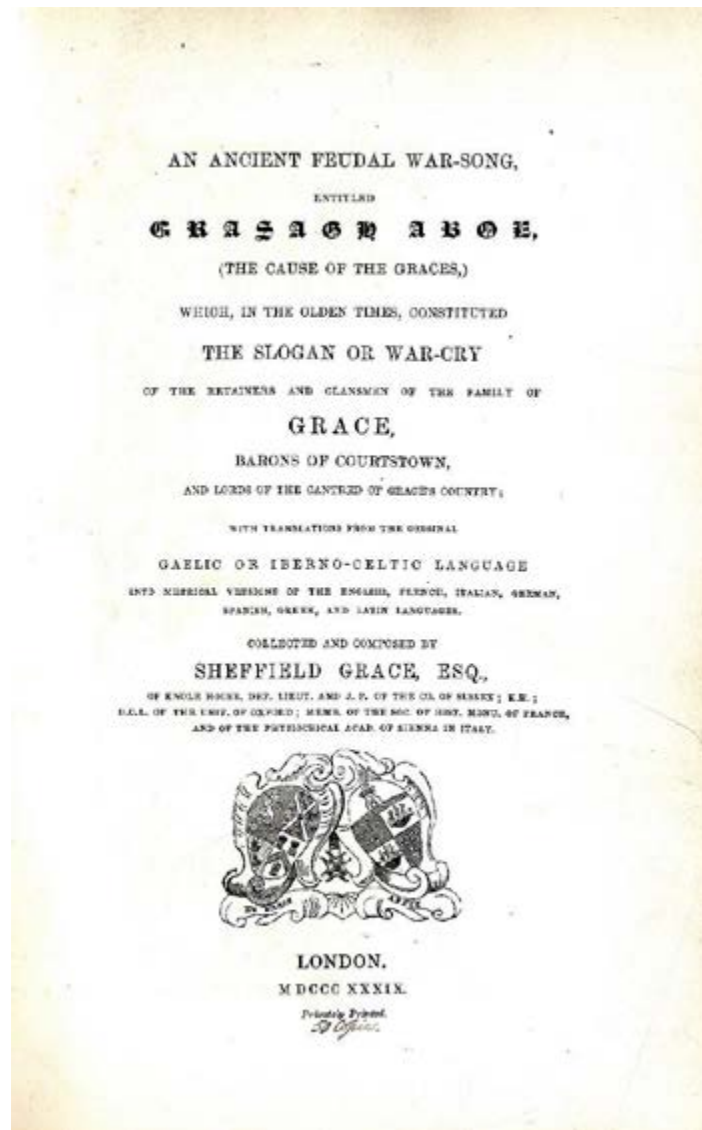 AN ANCIENT FEUDAL WAR-SONG,
ENTITLED
GRASAGH ABOE,
(THE CAUSE OF THE GRACES,)
WHICH, IN THE OLDEN TIMES, CONSTITUTED
THE SLOGAN OR WAR-CRY
OF THE RETAINERS AND CLANSMEN OF THE FAMILY OF
GRACE,
BARONS OF COURTSTOWN,
AND LORDS OF THE CANTRED OF GRACE'S COUNTRY;
WITH TRANSLATIONS FROM THE ORIGINAL
GAELIC OR IBERNO-CELTIC LANGUAGE
INTO METRICAL VERSIONS OF THE ENGLISH, FRENCH, ITALIAN, GERMAN,
SPANISH, GREEK, AND LATIN LANGUAGES.
COLLECTED AND COMPOSED BY
SHEFFIELD GRACE, ESQ.,
OF KNOLE HOUSE, DEP. LIEUT. AND J. P. OF THE CO. OF SUSSEX; K.H.;
D.C.L. OF THE UNIV. OF OXFORD; MEMB. OF THE SOC. OF HIST. MONU. OF FRANCE,
AND OF THE ACAD. OF SIENNA IN ITALY.
LONDON.
MDCCC XXXIX.
Privately Printed.
50 Copies.